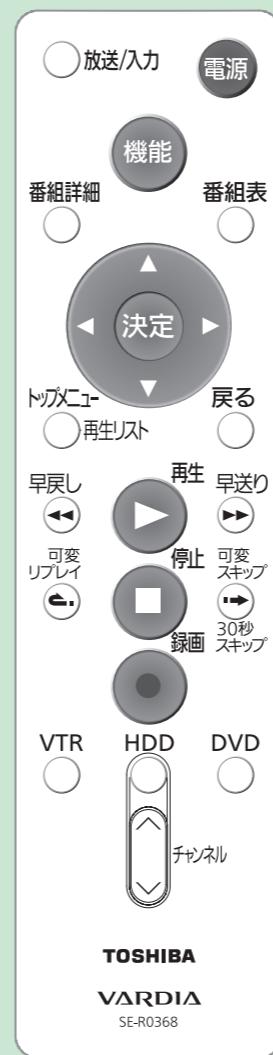 放送/入力
電源
機能
番組詳細
番組表
決定
トップメニュー
戻る
再生リスト
早戻し
再生
早送り
可変
リプレイ
停止
可変
スキップ
録画
30秒
スキップ
VTR
HDD
DVD
チャンネル
TOSHIBA
VARDIA
SE-R0368